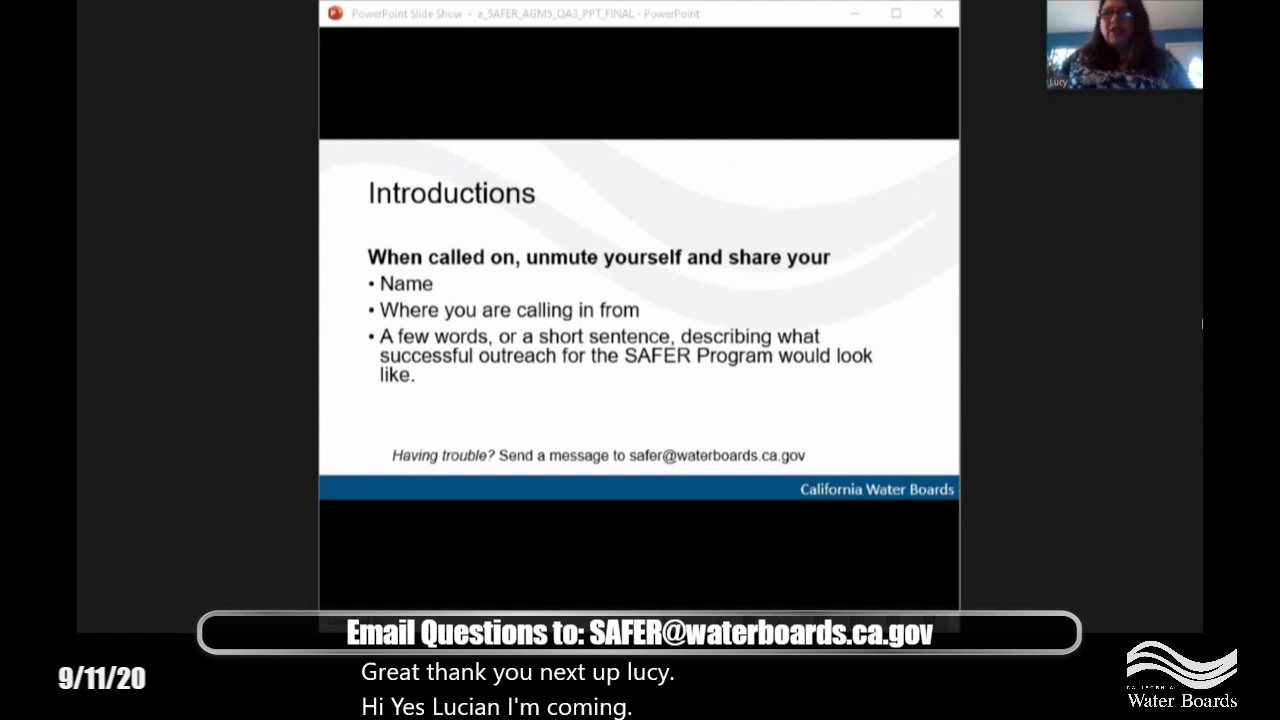 PowerPoint Slide Show - a_SAFER_AGM5_QA3_PPT_FINAL - PowerPoint
Lucy
Introductions
When called on, unmute yourself and share your
• Name
• Where you are calling in from
• A few words, or a short sentence, describing what
successful outreach for the SAFER Program would look
like.
Having trouble? Send a message to safer@waterboards.ca.gov
California Water Boards
Email Questions to: SAFER@waterboards.ca.gov
9/11/20
Great thank you next up lucy.
Hi Yes Lucian I'm coming.
CALIFORNIA
Water Boards